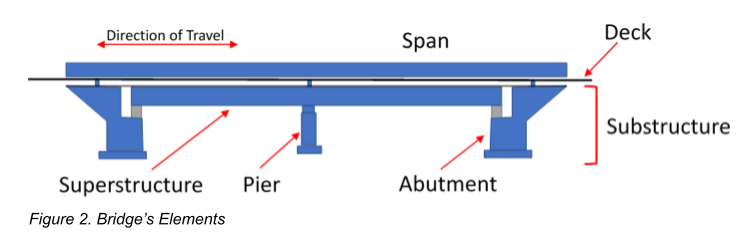 Direction of Travel
Span
Deck
Substructure
Superstructure
Pier
Abutment
Figure 2. Bridge's Elements